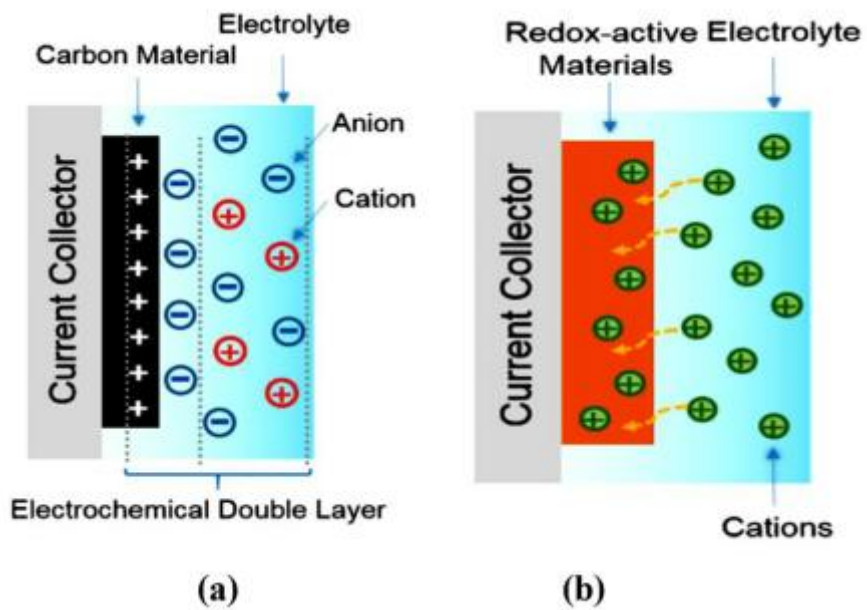 Electrolyte
Carbon Material
Anion
Cation
Current Collector
Electrochemical Double Layer
(a)
Redox-active Electrolyte
Materials
Current Collector
Cations
(b)